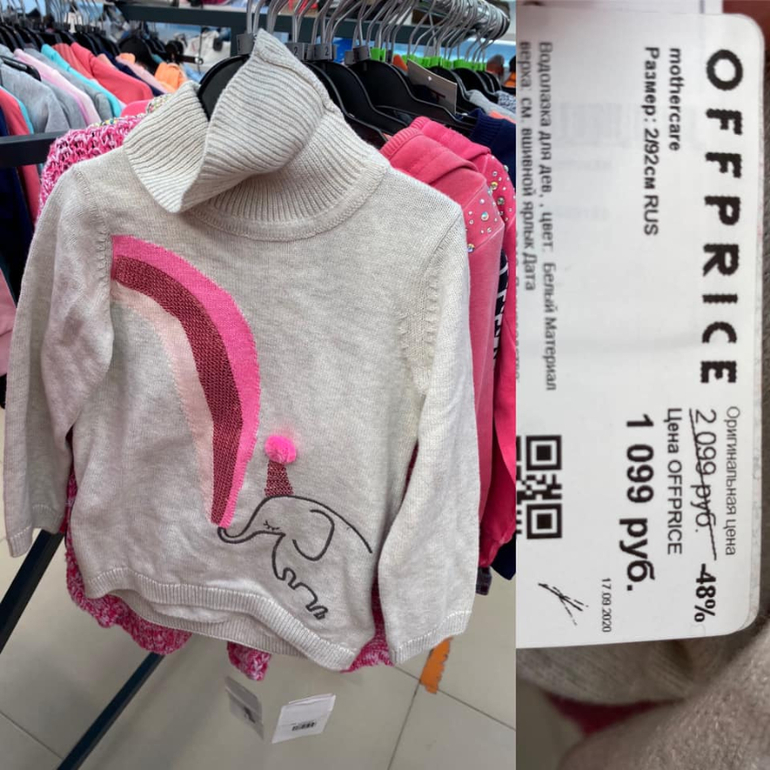 OFFPRICE
mothercare
Размер: 2/92см RUS
Водолазка для дев, , цвет: Белый Материал
верха: см. вшивной ярлык Дата
Оригинальная цена
2 099 руб. -48%
Цена OFFPRICE
1 099 руб.
17.09.2020